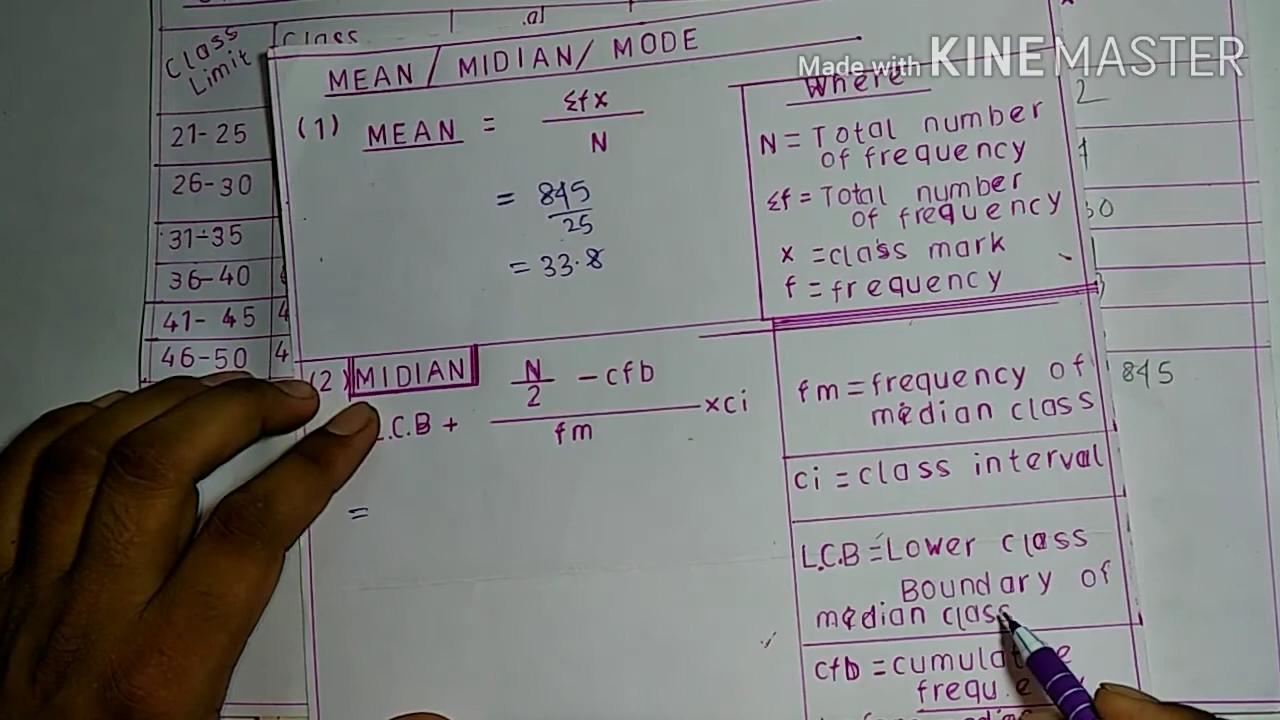 Class
Limit
Class
21-25
26-30
31-35
36-40
41-45
46-50
Made with KINEMASTER
MEAN / MIDIAN / MODE
(1) MEAN = Σfx
N
= 845
25
= 33.8
Where
N = Total number
of frequency
Σf = Total number
of frequency
x = class mark
f = frequency
(2) MIDIAN
L.C.B + N/2 - cfb
fm
×ci
=
fm = frequency of
median class
ci = class interval
L.C.B = Lower class
Boundary of
median class
cfb = cumulat e
frequ
845